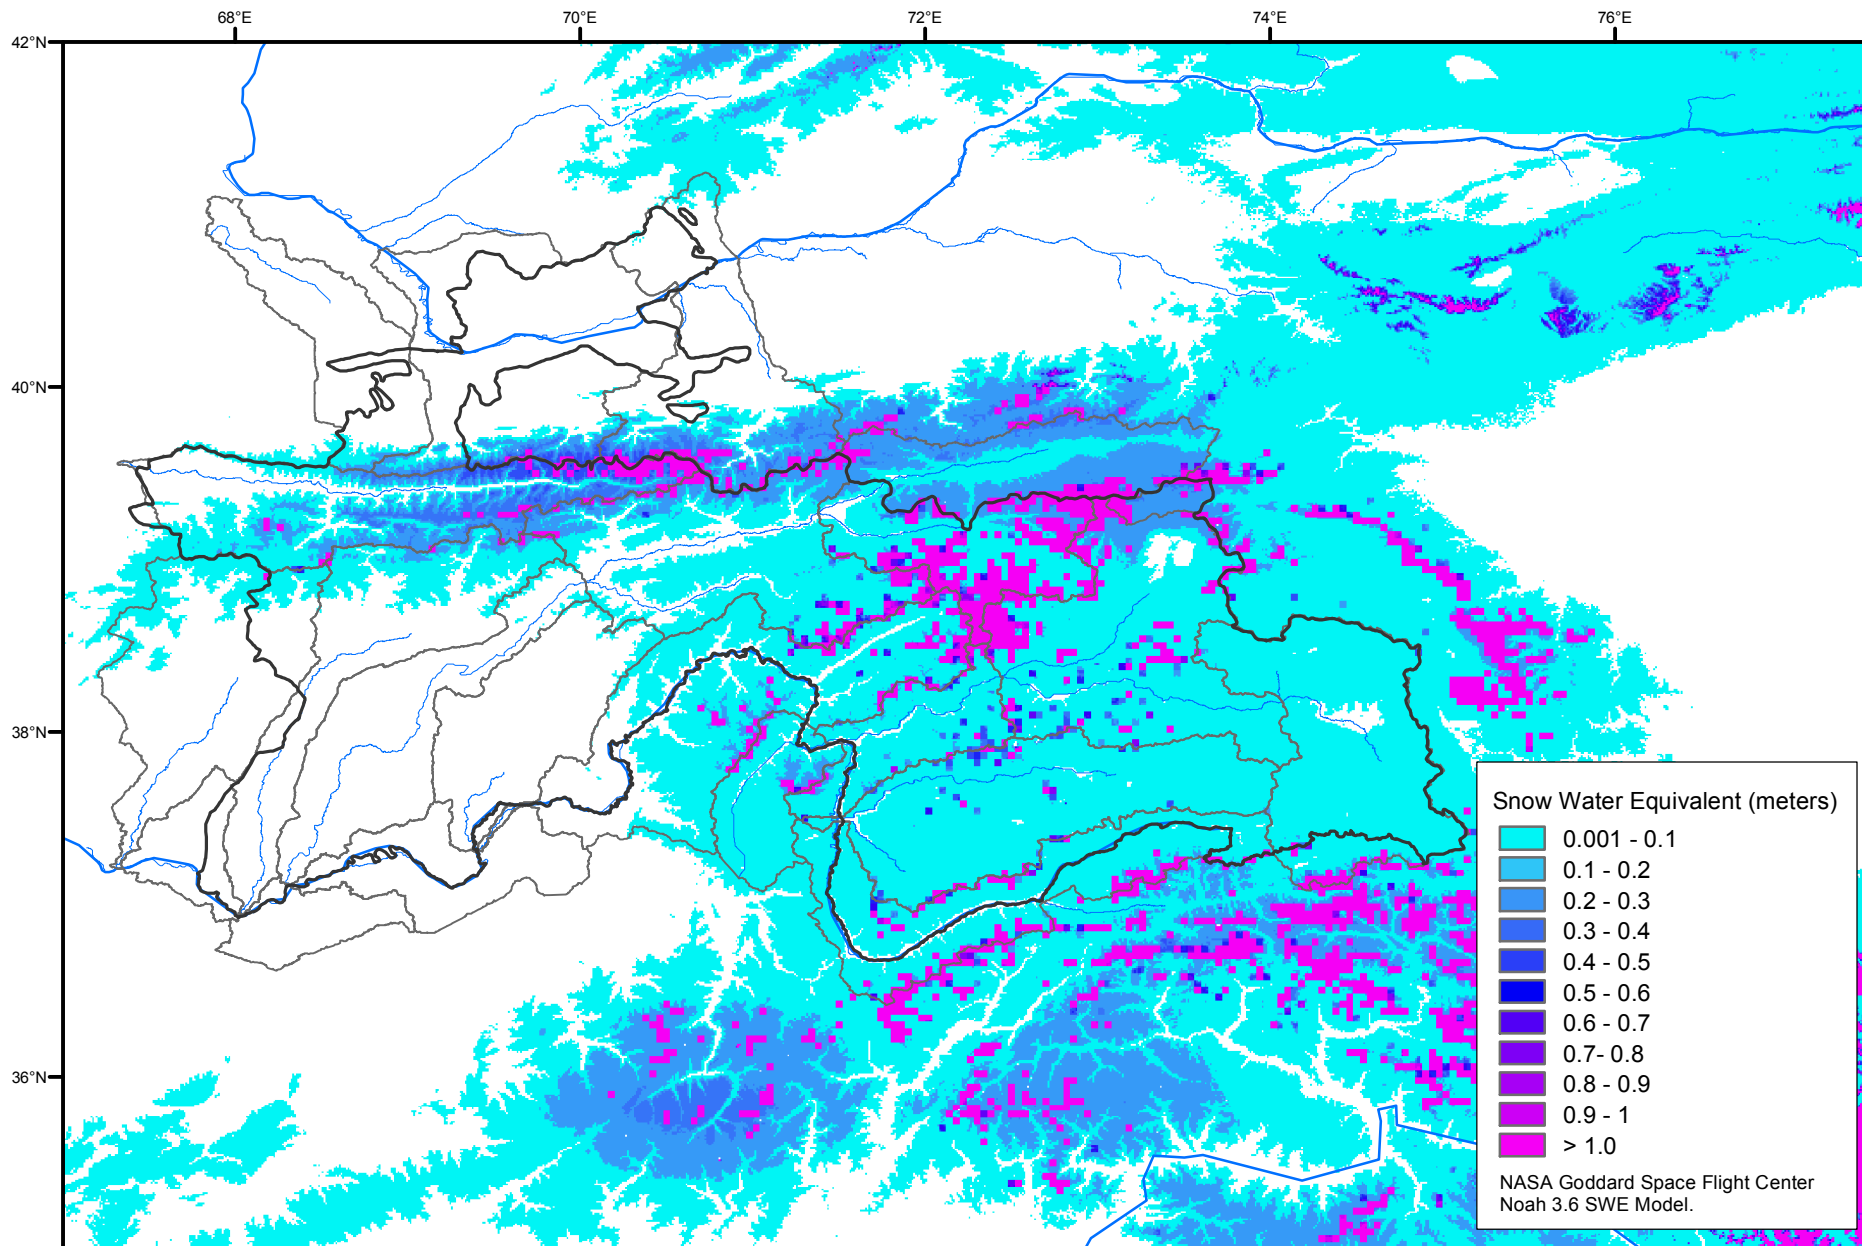 68°E
70°E
72°E
74°E
76°E
42°N
40°N
38°N
36°N
Snow Water Equivalent (meters)
0.001 - 0.1
0.1 - 0.2
0.2 - 0.3
0.3 - 0.4
0.4 - 0.5
0.5 - 0.6
0.6 - 0.7
0.7- 0.8
0.8 - 0.9
0.9 - 1
> 1.0
NASA Goddard Space Flight Center
Noah 3.6 SWE Model.